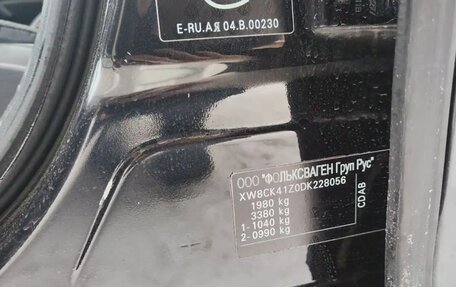 E-RU.АЯ04.В.00230
ООО "ФОЛЬКСВАГЕН Груп Рус"
XW8CK41Z0DK228056
1980 kg
3380 kg
1-1040 kg
2-0990 kg
CDAB